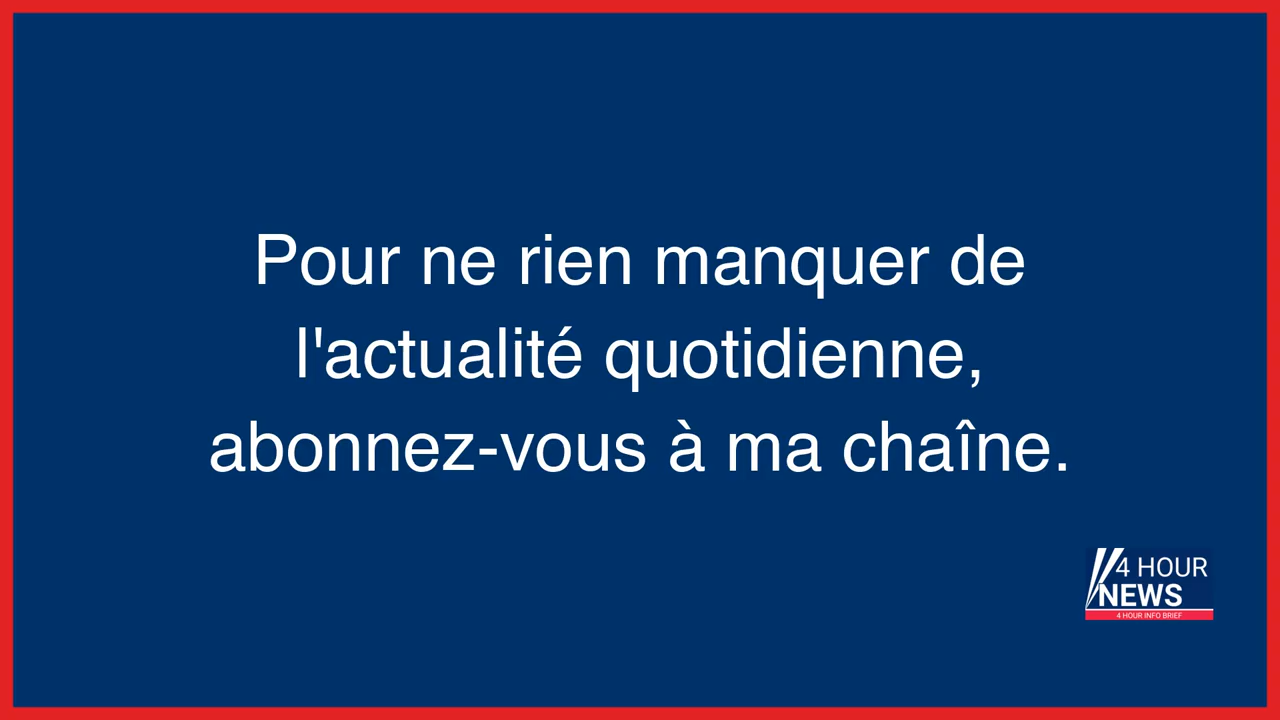 Pour ne rien manquer de
l'actualité quotidienne,
abonnez-vous à ma chaîne.
4 HOUR
NEWS
4 HOUR INFO BRIEF